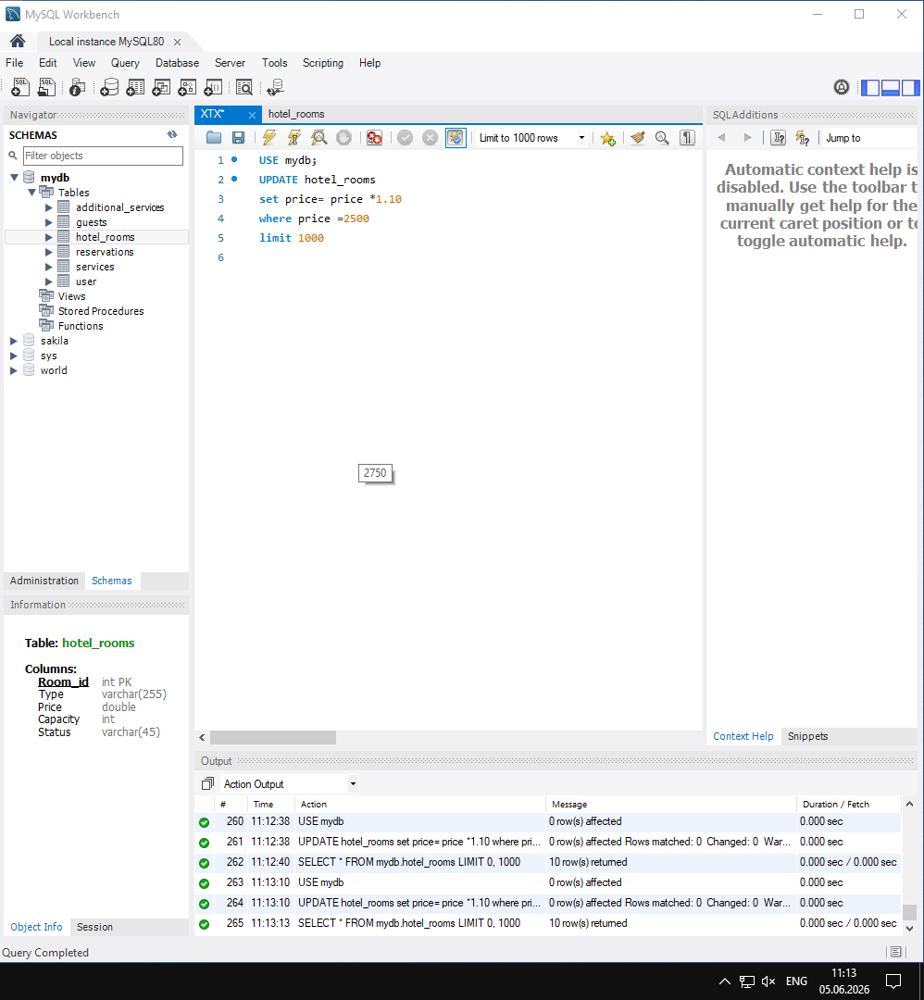 MySQL Workbench
Local instance MySQL80
File Edit View Query Database Server Tools Scripting Help
Navigator
SCHEMAS
Filter objects
mydb
Tables
additional_services
guests
hotel_rooms
reservations
services
user
Views
Stored Procedures
Functions
sakila
sys
world
Administration Schemas
Information
Table: hotel_rooms
Columns:
Room_id int PK
Type varchar(255)
Price double
Capacity int
Status varchar(45)
Object Info Session
XTX* hotel_rooms
Limit to 1000 rows
1 USE mydb;
2 UPDATE hotel_rooms
3 set price= price *1.10
4 where price =2500
5 limit 1000
6
2750
SQLAdditions
Jump to
Automatic context help is
disabled. Use the toolbar t
manually get help for the
current caret position or to
toggle automatic help.
Context Help Snippets
Output
Action Output
# Time Action Message Duration / Fetch
260 11:12:38 USE mydb 0 row(s) affected 0.000 sec
261 11:12:38 UPDATE hotel_rooms set price= price *1.10 where pri... 0 row(s) affected Rows matched: 0 Changed: 0 War... 0.000 sec
262 11:12:40 SELECT * FROM mydb.hotel_rooms LIMIT 0, 1000 10 row(s) returned 0.000 sec / 0.000 sec
263 11:13:10 USE mydb 0 row(s) affected 0.000 sec
264 11:13:10 UPDATE hotel_rooms set price= price *1.10 where pri... 0 row(s) affected Rows matched: 0 Changed: 0 War... 0.000 sec
265 11:13:13 SELECT * FROM mydb.hotel_rooms LIMIT 0, 1000 10 row(s) returned 0.000 sec / 0.000 sec
Query Completed
ENG
11:13
05.06.2026